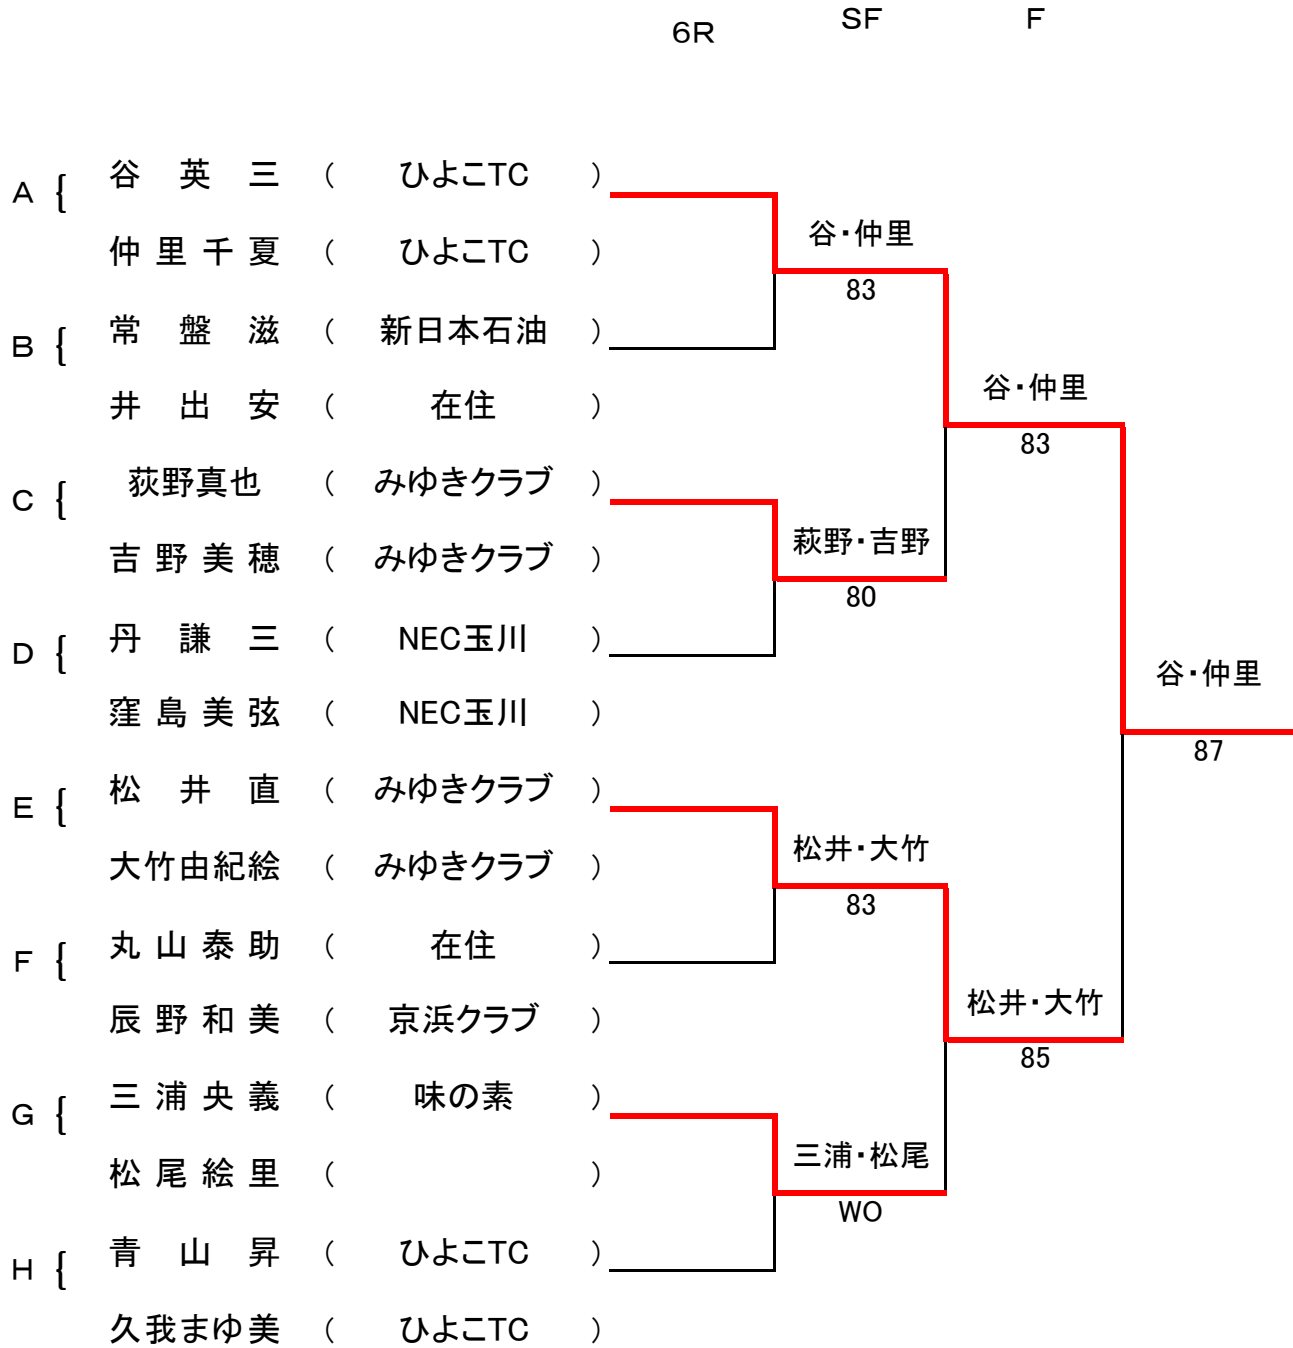 6R SF F
A { 谷 英 三 ( ひよこTC )
谷・仲里
仲里千夏 ( ひよこTC )
83
B { 常 盤 滋 ( 新日本石油 )
谷・仲里
井 出 安 ( 在住 )
83
C { 荻野真也 ( みゆきクラブ )
萩野・吉野
吉野美穂 ( みゆきクラブ )
80
D { 丹 謙 三 ( NEC玉川 )
谷・仲里
窪島美弦 ( NEC玉川 )
87
E { 松 井 直 ( みゆきクラブ )
松井・大竹
大竹由紀絵 ( みゆきクラブ )
83
F { 丸山泰助 ( 在住 )
松井・大竹
辰野和美 ( 京浜クラブ )
85
G { 三浦央義 ( 味の素 )
三浦・松尾
松尾絵里 ( )
WO
H { 青 山 昇 ( ひよこTC )
久我まゆ美 ( ひよこTC )